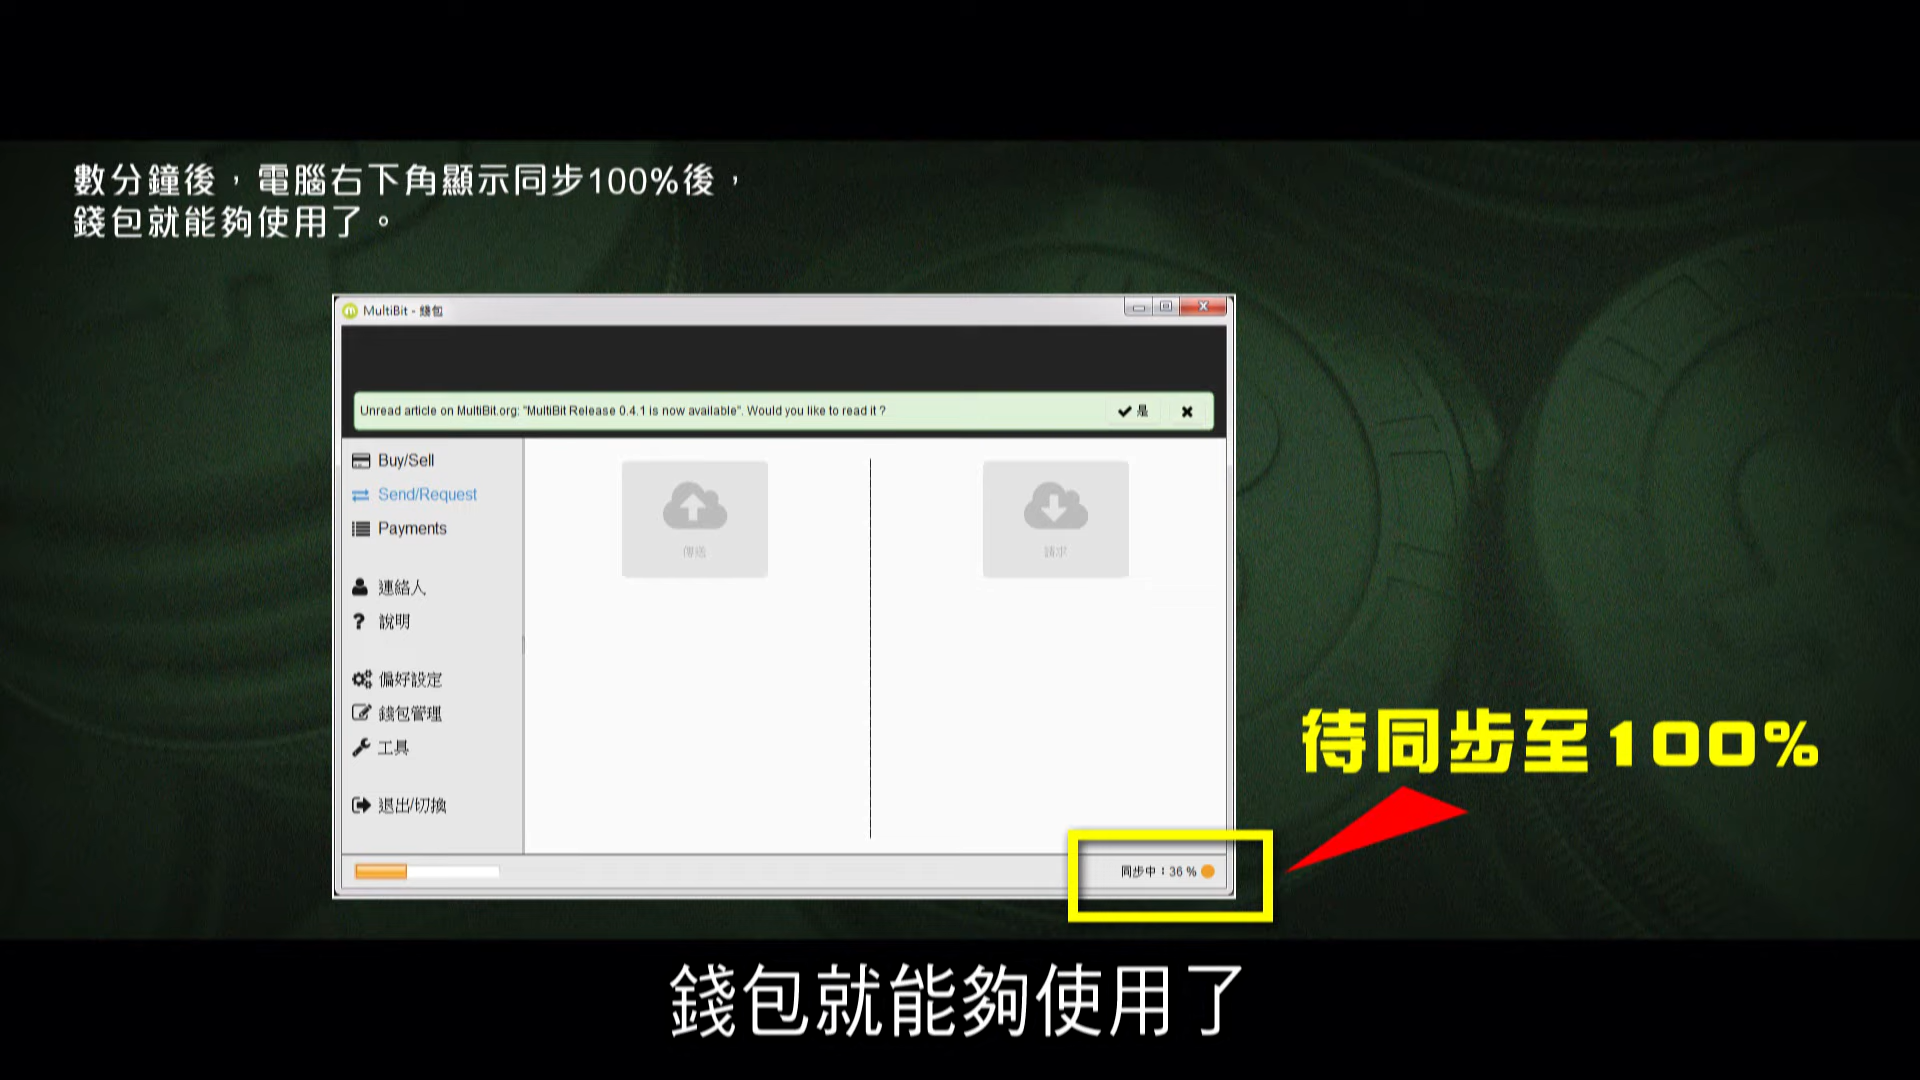 數分鐘後，電腦右下角顯示同步100%後，
錢包就能夠使用了。
MultiBit - 錢包
Unread article on MultiBit.org: "MultiBit Release 0.4.1 is now available". Would you like to read it ?
是
Buy/Sell
Send/Request
Payments
傳送
請求
連絡人
說明
偏好設定
錢包管理
工具
退出/切換
待同步至100%
同步中：36 %
錢包就能夠使用了